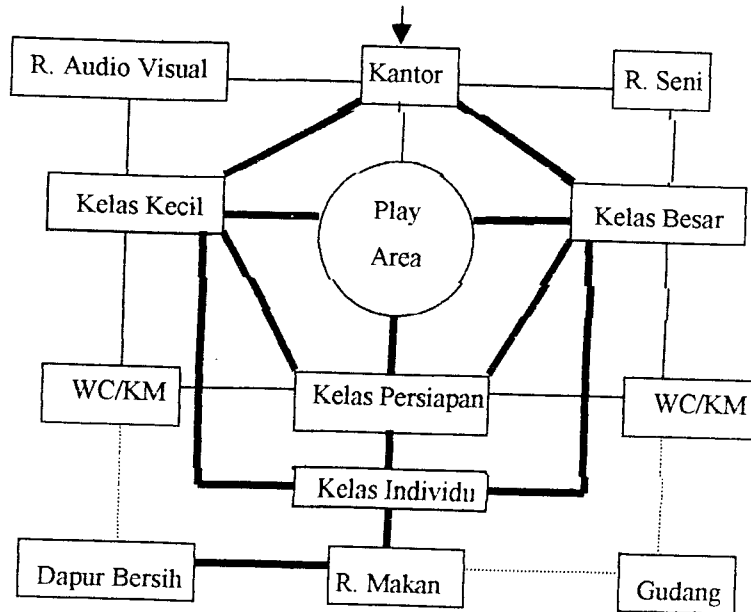 R. Audio Visual
Kantor
R. Seni
Kelas Kecil
Play
Area
Kelas Besar
WC/KM
Kelas Persiapan
WC/KM
Kelas Individu
Dapur Bersih
R. Makan
Gudang